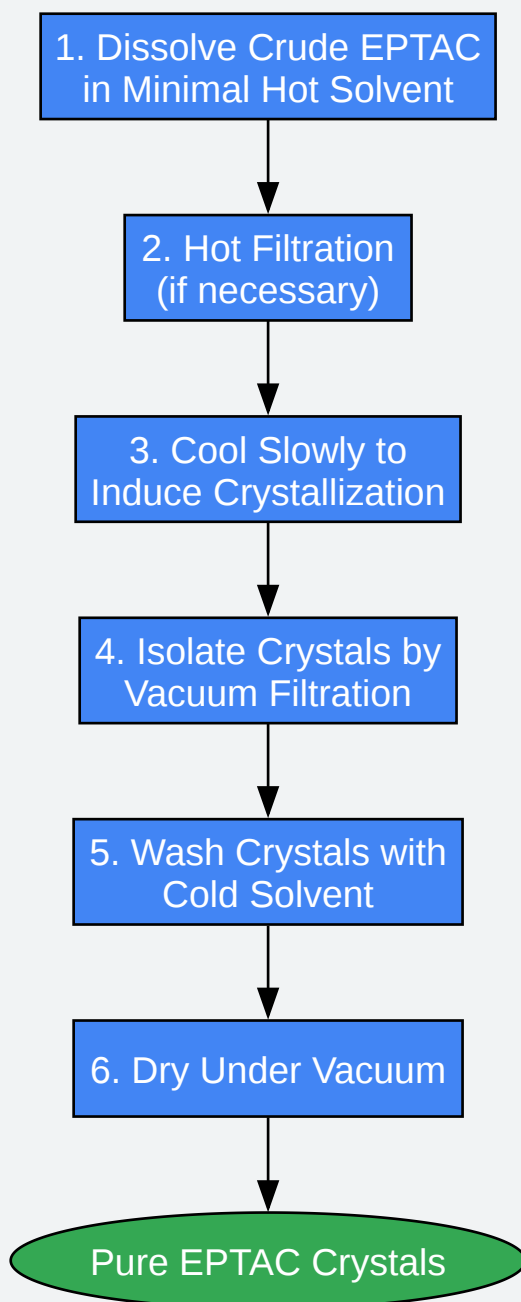 1. Dissolve Crude EPTAC
in Minimal Hot Solvent
2. Hot Filtration
(if necessary)
3. Cool Slowly to
Induce Crystallization
4. Isolate Crystals by
Vacuum Filtration
5. Wash Crystals with
Cold Solvent
6. Dry Under Vacuum
Pure EPTAC Crystals